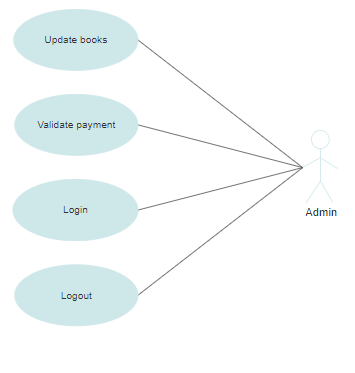 Update books
Validate payment
Login
Logout
Admin